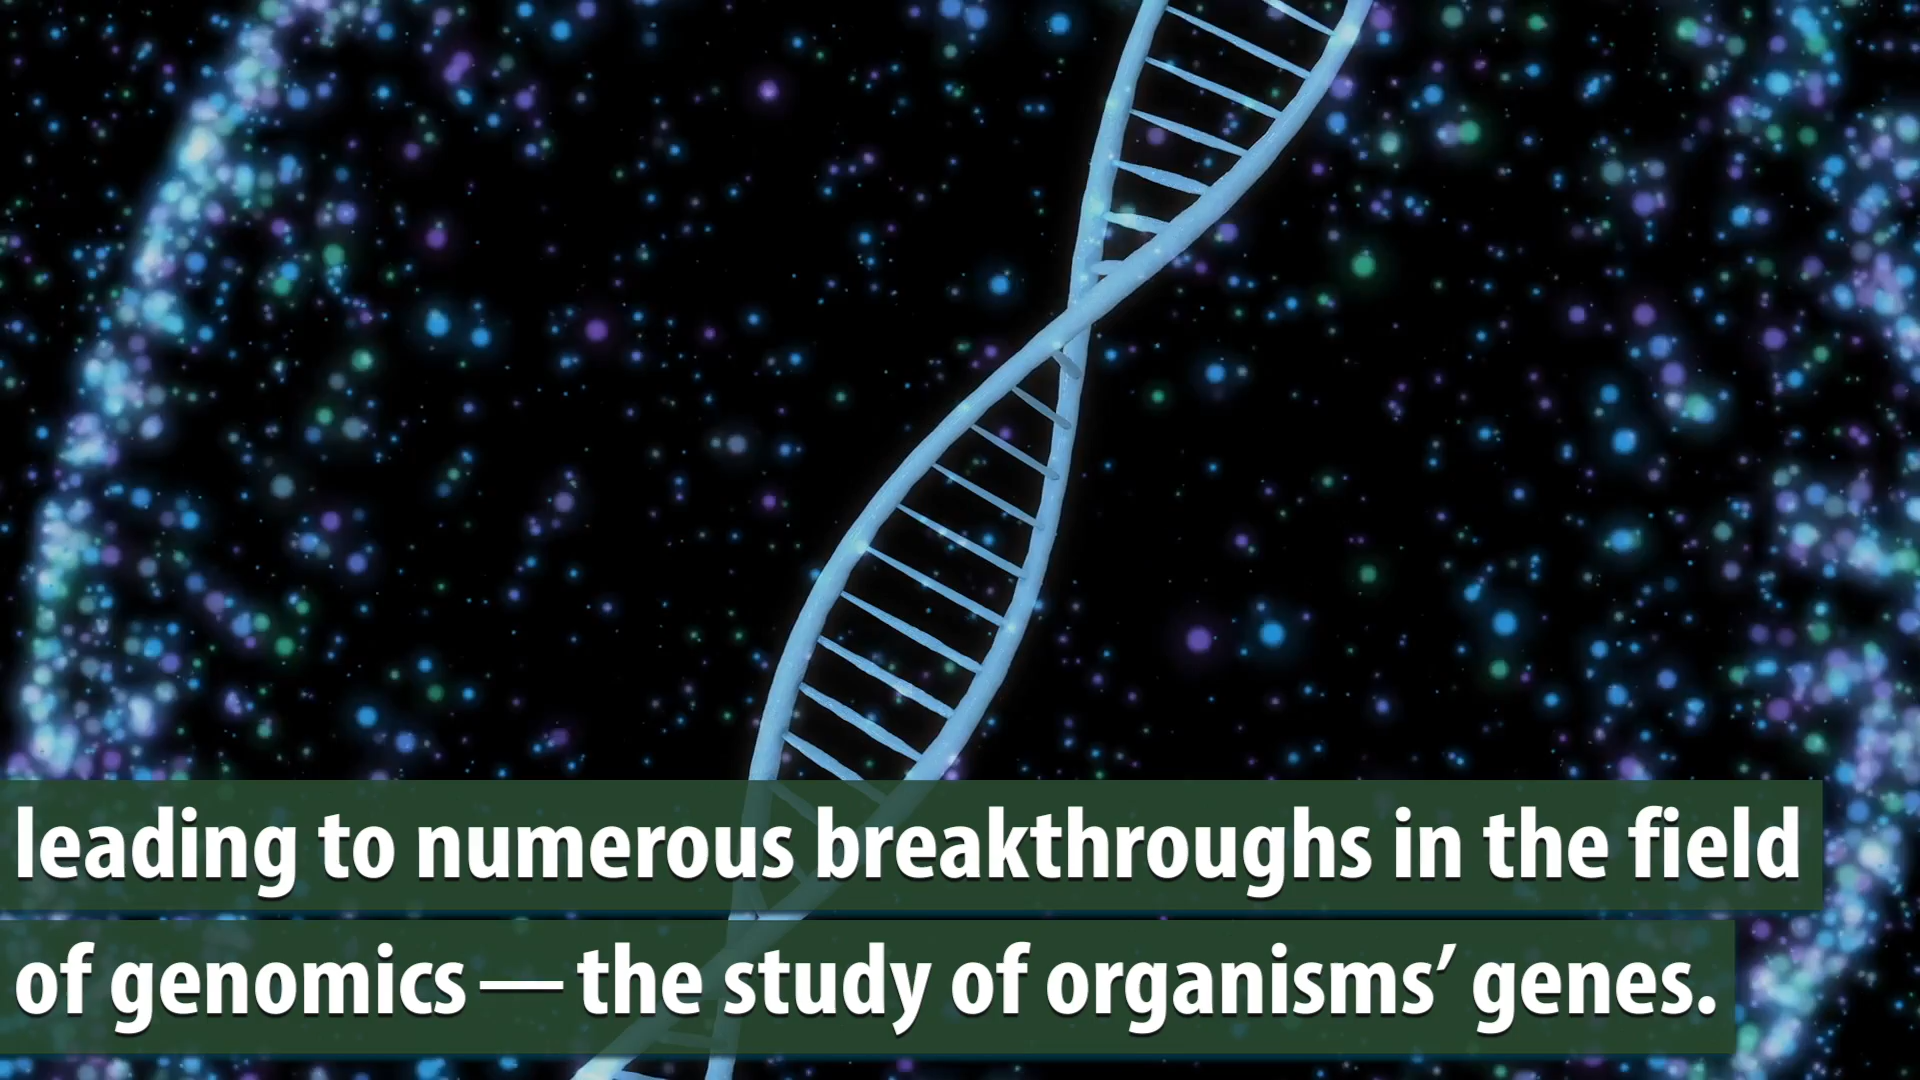 leading to numerous breakthroughs in the field
of genomics — the study of organisms’ genes.